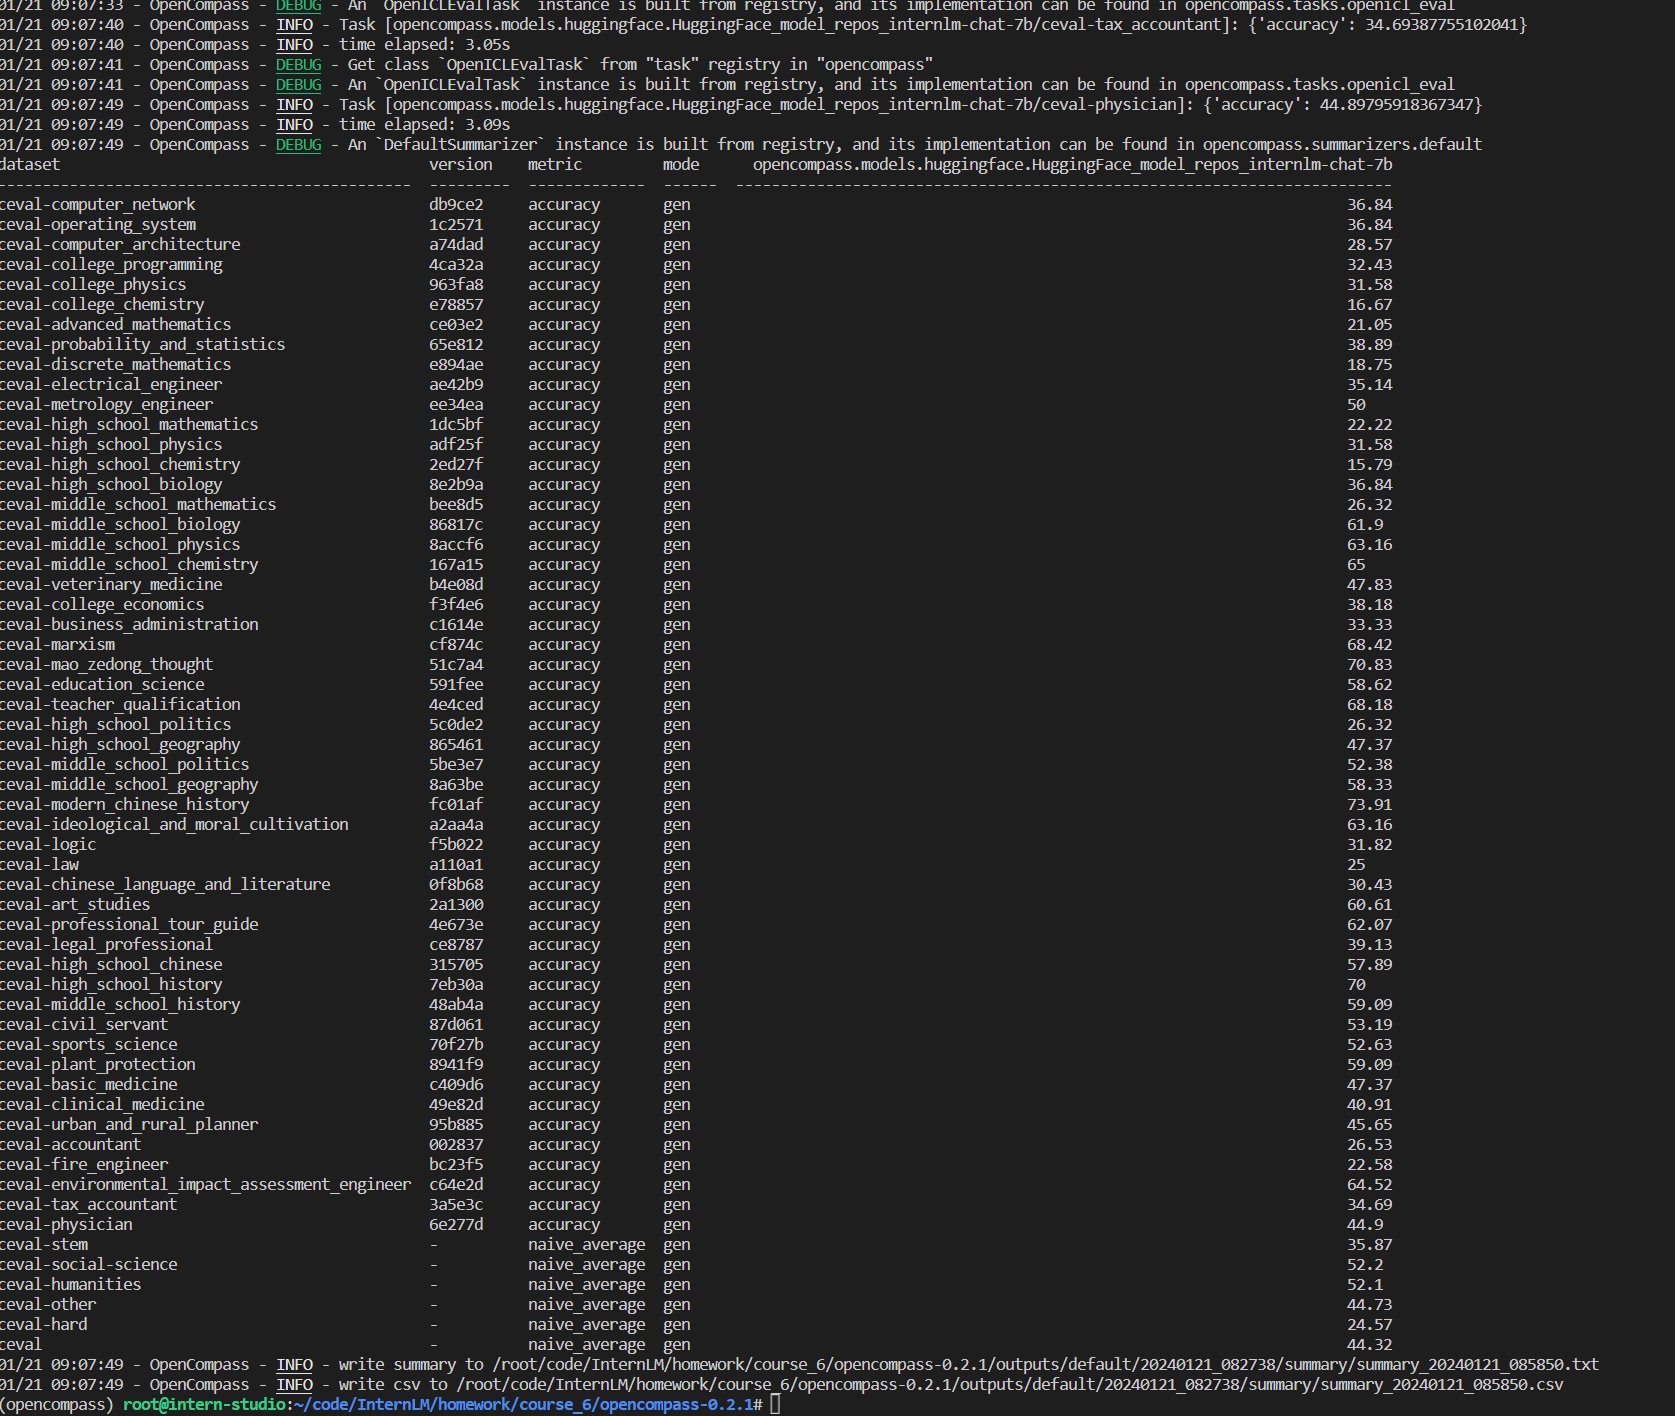 01/21 09:07:33 - OpenCompass - DEBUG - An `OpenICLEvalTask` instance is built from registry, and its implementation can be found in opencompass.tasks.openicl_eval
01/21 09:07:40 - OpenCompass - INFO - Task [opencompass.models.huggingface.HuggingFace_model_repos_internlm-chat-7b/ceval-tax_accountant]: {'accuracy': 34.69387755102041}
01/21 09:07:40 - OpenCompass - INFO - time elapsed: 3.05s
01/21 09:07:41 - OpenCompass - DEBUG - Get class `OpenICLEvalTask` from "task" registry in "opencompass"
01/21 09:07:41 - OpenCompass - DEBUG - An `OpenICLEvalTask` instance is built from registry, and its implementation can be found in opencompass.tasks.openicl_eval
01/21 09:07:49 - OpenCompass - INFO - Task [opencompass.models.huggingface.HuggingFace_model_repos_internlm-chat-7b/ceval-physician]: {'accuracy': 44.89795918367347}
01/21 09:07:49 - OpenCompass - INFO - time elapsed: 3.09s
01/21 09:07:49 - OpenCompass - DEBUG - An `DefaultSummarizer` instance is built from registry, and its implementation can be found in opencompass.summarizers.default
dataset version metric mode opencompass.models.huggingface.HuggingFace_model_repos_internlm-chat-7b
---------------------------------------------- --------- ------------- ------ -------------------------------------------------------------------------
ceval-computer_network db9ce2 accuracy gen 36.84
ceval-operating_system 1c2571 accuracy gen 36.84
ceval-computer_architecture a74dad accuracy gen 28.57
ceval-college_programming 4ca32a accuracy gen 32.43
ceval-college_physics 963fa8 accuracy gen 31.58
ceval-college_chemistry e78857 accuracy gen 16.67
ceval-advanced_mathematics ce03e2 accuracy gen 21.05
ceval-probability_and_statistics 65e812 accuracy gen 38.89
ceval-discrete_mathematics e894ae accuracy gen 18.75
ceval-electrical_engineer ae42b9 accuracy gen 35.14
ceval-metrology_engineer ee34ea accuracy gen 50
ceval-high_school_mathematics 1dc5bf accuracy gen 22.22
ceval-high_school_physics adf25f accuracy gen 31.58
ceval-high_school_chemistry 2ed27f accuracy gen 15.79
ceval-high_school_biology 8e2b9a accuracy gen 36.84
ceval-middle_school_mathematics bee8d5 accuracy gen 26.32
ceval-middle_school_biology 86817c accuracy gen 61.9
ceval-middle_school_physics 8accf6 accuracy gen 63.16
ceval-middle_school_chemistry 167a15 accuracy gen 65
ceval-veterinary_medicine b4e08d accuracy gen 47.83
ceval-college_economics f3f4e6 accuracy gen 38.18
ceval-business_administration c1614e accuracy gen 33.33
ceval-marxism cf874c accuracy gen 68.42
ceval-mao_zedong_thought 51c7a4 accuracy gen 70.83
ceval-education_science 591fee accuracy gen 58.62
ceval-teacher_qualification 4e4ced accuracy gen 68.18
ceval-high_school_politics 5c0de2 accuracy gen 26.32
ceval-high_school_geography 865461 accuracy gen 47.37
ceval-middle_school_politics 5be3e7 accuracy gen 52.38
ceval-middle_school_geography 8a63be accuracy gen 58.33
ceval-modern_chinese_history fc01af accuracy gen 73.91
ceval-ideological_and_moral_cultivation a2aa4a accuracy gen 63.16
ceval-logic f5b022 accuracy gen 31.82
ceval-law a110a1 accuracy gen 25
ceval-chinese_language_and_literature 0f8b68 accuracy gen 30.43
ceval-art_studies 2a1300 accuracy gen 60.61
ceval-professional_tour_guide 4e673e accuracy gen 62.07
ceval-legal_professional ce8787 accuracy gen 39.13
ceval-high_school_chinese 315705 accuracy gen 57.89
ceval-high_school_history 7eb30a accuracy gen 70
ceval-middle_school_history 48ab4a accuracy gen 59.09
ceval-civil_servant 87d061 accuracy gen 53.19
ceval-sports_science 70f27b accuracy gen 52.63
ceval-plant_protection 8941f9 accuracy gen 59.09
ceval-basic_medicine c409d6 accuracy gen 47.37
ceval-clinical_medicine 49e82d accuracy gen 40.91
ceval-urban_and_rural_planner 95b885 accuracy gen 45.65
ceval-accountant 002837 accuracy gen 26.53
ceval-fire_engineer bc23f5 accuracy gen 22.58
ceval-environmental_impact_assessment_engineer c64e2d accuracy gen 64.52
ceval-tax_accountant 3a5e3c accuracy gen 34.69
ceval-physician 6e277d accuracy gen 44.9
ceval-stem - naive_average gen 35.87
ceval-social-science - naive_average gen 52.2
ceval-humanities - naive_average gen 52.1
ceval-other - naive_average gen 44.73
ceval-hard - naive_average gen 24.57
ceval - naive_average gen 44.32
01/21 09:07:49 - OpenCompass - INFO - write summary to /root/code/InternLM/homework/course_6/opencompass-0.2.1/outputs/default/20240121_082738/summary/summary_20240121_085850.txt
01/21 09:07:49 - OpenCompass - INFO - write csv to /root/code/InternLM/homework/course_6/opencompass-0.2.1/outputs/default/20240121_082738/summary/summary_20240121_085850.csv
(opencompass) root@intern-studio:~/code/InternLM/homework/course_6/opencompass-0.2.1#